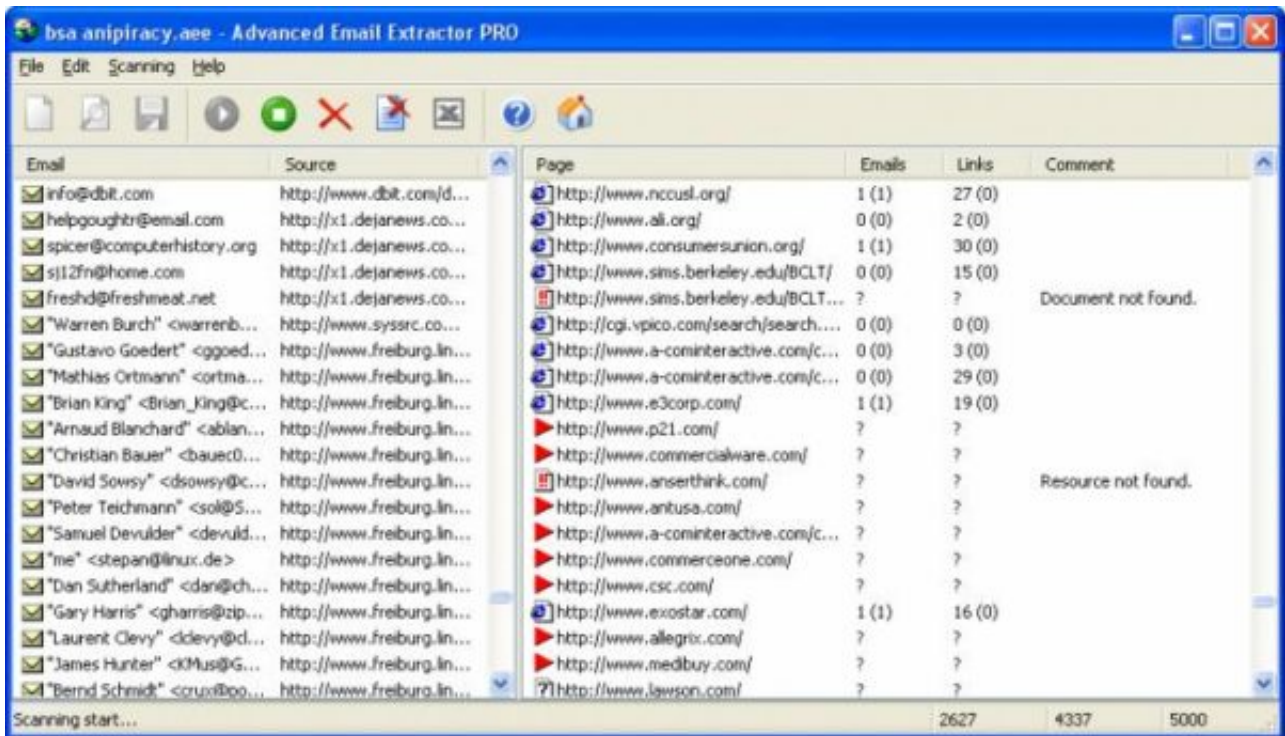 bsa anipiracy.aee - Advanced Email Extractor PRO
File Edit Scanning Help
Email Source
info@dbit.com http://www.dbit.com/d...
helpgoughtr@email.com http://x1.dejanews.co...
spicer@computerhistory.org http://x1.dejanews.co...
sj12fn@home.com http://x1.dejanews.co...
freshd@freshmeat.net http://x1.dejanews.co...
"Warren Burch" <warrenb... http://www.syssrc.co...
"Gustavo Goedert" <ggoed... http://www.freiburg.lin...
"Mathias Ortmann" <ortma... http://www.freiburg.lin...
"Brian King" <Brian_King@c... http://www.freiburg.lin...
"Arnaud Blanchard" <ablan... http://www.freiburg.lin...
"Christian Bauer" <bauec0... http://www.freiburg.lin...
"David Sowsy" <dsowsy@c... http://www.freiburg.lin...
"Peter Teichmann" <sol@S... http://www.freiburg.lin...
"Samuel Devulder" <devuld... http://www.freiburg.lin...
"me" <stepan@linux.de> http://www.freiburg.lin...
"Dan Sutherland" <dan@ch... http://www.freiburg.lin...
"Gary Harris" <gharris@zip... http://www.freiburg.lin...
"Laurent Clevy" <lclevy@cl... http://www.freiburg.lin...
"James Hunter" <KMus@G... http://www.freiburg.lin...
"Bernd Schmidt" <crux@po... http://www.freiburg.lin...
Page Emails Links Comment
http://www.nccusl.org/ 1 (1) 27 (0)
http://www.ali.org/ 0 (0) 2 (0)
http://www.consumersunion.org/ 1 (1) 30 (0)
http://www.sims.berkeley.edu/BCLT/ 0 (0) 15 (0)
http://www.sims.berkeley.edu/BCLT... ? ? Document not found.
http://cgi.vpico.com/search/search.... 0 (0) 0 (0)
http://www.a-cominteractive.com/c... 0 (0) 3 (0)
http://www.a-cominteractive.com/c... 0 (0) 29 (0)
http://www.e3corp.com/ 1 (1) 19 (0)
http://www.p21.com/ ? ?
http://www.commercialware.com/ ? ?
http://www.anserthink.com/ ? ? Resource not found.
http://www.antusa.com/ ? ?
http://www.a-cominteractive.com/c... ? ?
http://www.commerceone.com/ ? ?
http://www.csc.com/ ? ?
http://www.exostar.com/ 1 (1) 16 (0)
http://www.allegrix.com/ ? ?
http://www.medibuy.com/ ? ?
http://www.lawson.com/ ? ?
Scanning start... 2627 4337 5000